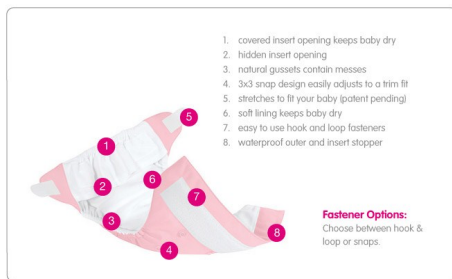 1. covered insert opening keeps baby dry
2. hidden insert opening
3. natural gussets contain messes
4. 3x3 snap design easily adjusts to a trim fit
5. stretches to fit your baby (patent pending)
6. soft lining keeps baby dry
7. easy to use hook and loop fasteners
8. waterproof outer and insert stopper
5
1
6
2
7
3
8
4
Fastener Options:
Choose between hook &
loop or snaps.